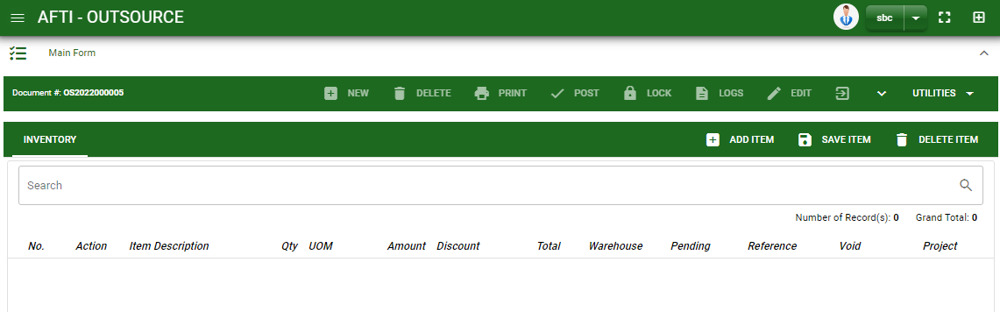 AFTI - OUTSOURCE sbc
Main Form
Document #: OS2022000005 NEW DELETE PRINT POST LOCK LOGS EDIT UTILITIES
INVENTORY ADD ITEM SAVE ITEM DELETE ITEM
Search
Number of Record(s): 0 Grand Total: 0
No. Action Item Description Qty UOM Amount Discount Total Warehouse Pending Reference Void Project